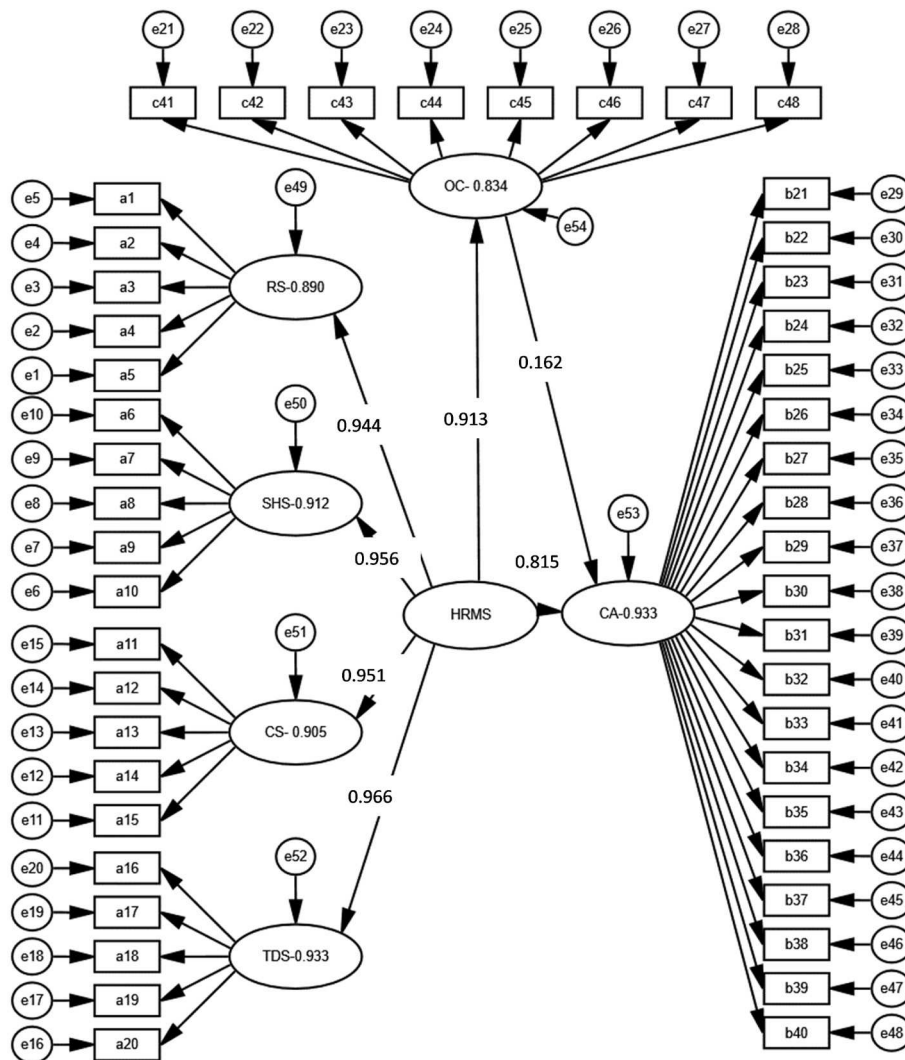 e21 e22 e23 e24 e25 e26 e27 e28
c41 c42 c43 c44 c45 c46 c47 c48
OC- 0.834
e54
e5 a1
e4 a2
e3 a3
e2 a4
e1 a5
e49
RS-0.890
e10 a6
e9 a7
e8 a8
e7 a9
e6 a10
e50
SHS-0.912
e15 a11
e14 a12
e13 a13
e12 a14
e11 a15
e51
CS- 0.905
e20 a16
e19 a17
e18 a18
e17 a19
e16 a20
e52
TDS-0.933
0.944
0.956
0.951
0.966
0.913
0.162
0.815
HRMS
e53
CA-0.933
b21 e29
b22 e30
b23 e31
b24 e32
b25 e33
b26 e34
b27 e35
b28 e36
b29 e37
b30 e38
b31 e39
b32 e40
b33 e41
b34 e42
b35 e43
b36 e44
b37 e45
b38 e46
b39 e47
b40 e48